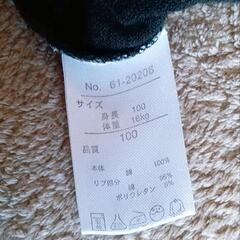 No. 61-20206
サイズ
身長 100
体重 16kg
100
品質
本体 綿 100%
リブ部分 綿 95%
ポリウレタン 5%